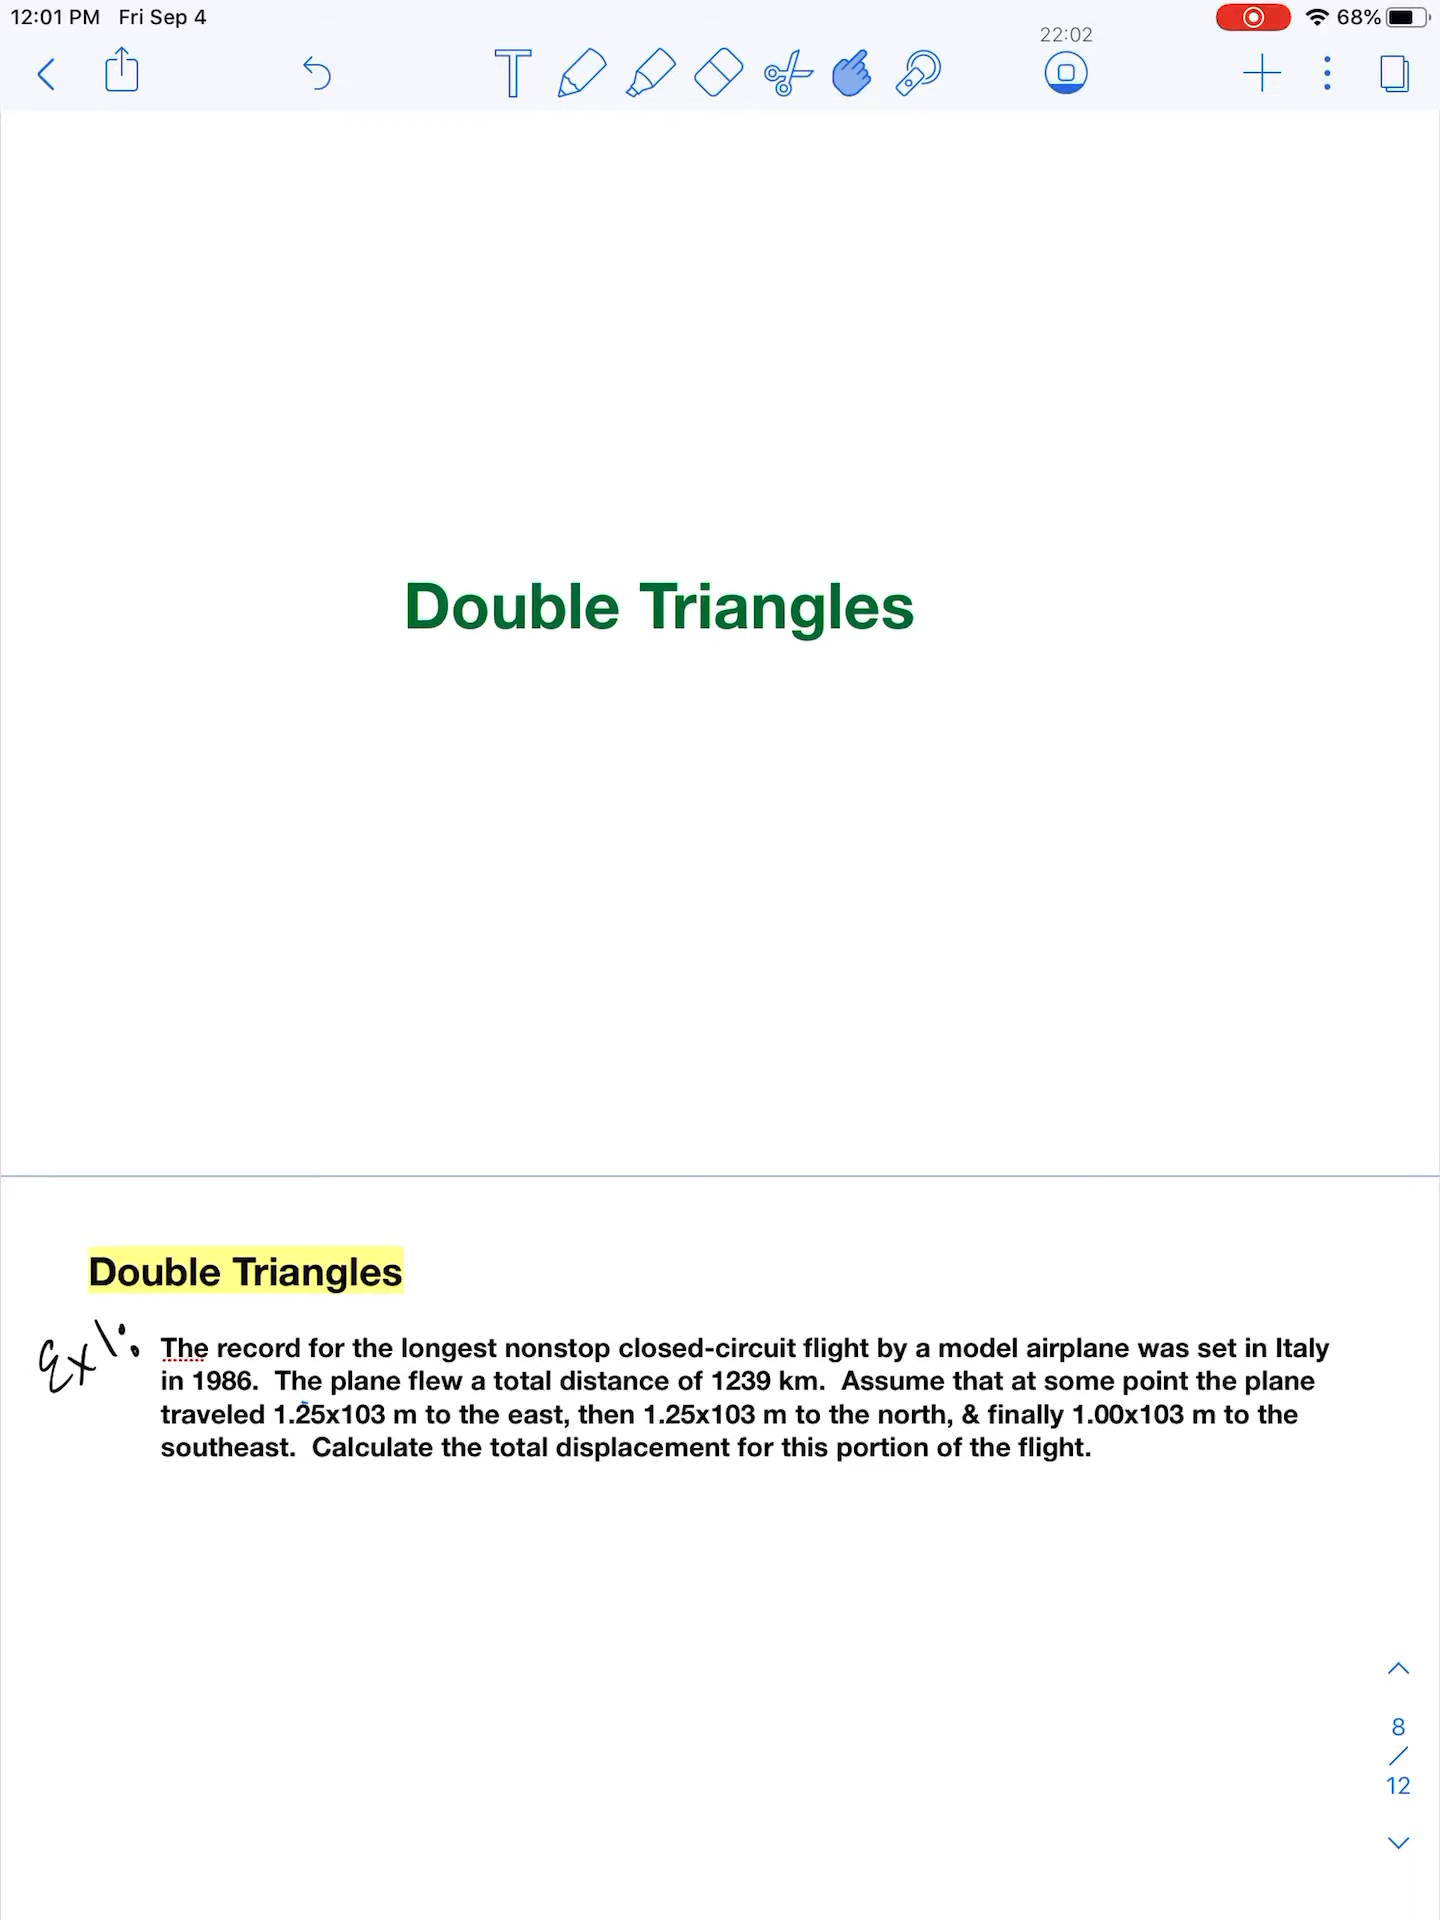 12:01 PM Fri Sep 4
68%
22:02
T
Double Triangles
Double Triangles
Ex 1:
The record for the longest nonstop closed-circuit flight by a model airplane was set in Italy
in 1986. The plane flew a total distance of 1239 km. Assume that at some point the plane
traveled 1.25x103 m to the east, then 1.25x103 m to the north, & finally 1.00x103 m to the
southeast. Calculate the total displacement for this portion of the flight.
8
/
12